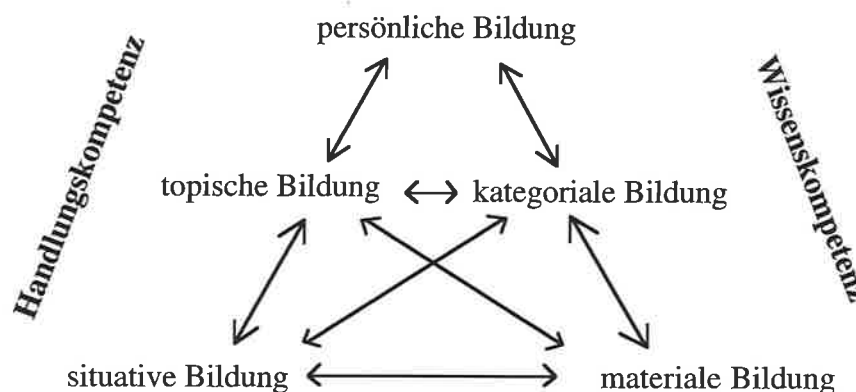 persönliche Bildung
Handlungskompetenz
Wissenskompetenz
topische Bildung
kategoriale Bildung
situative Bildung
materiale Bildung